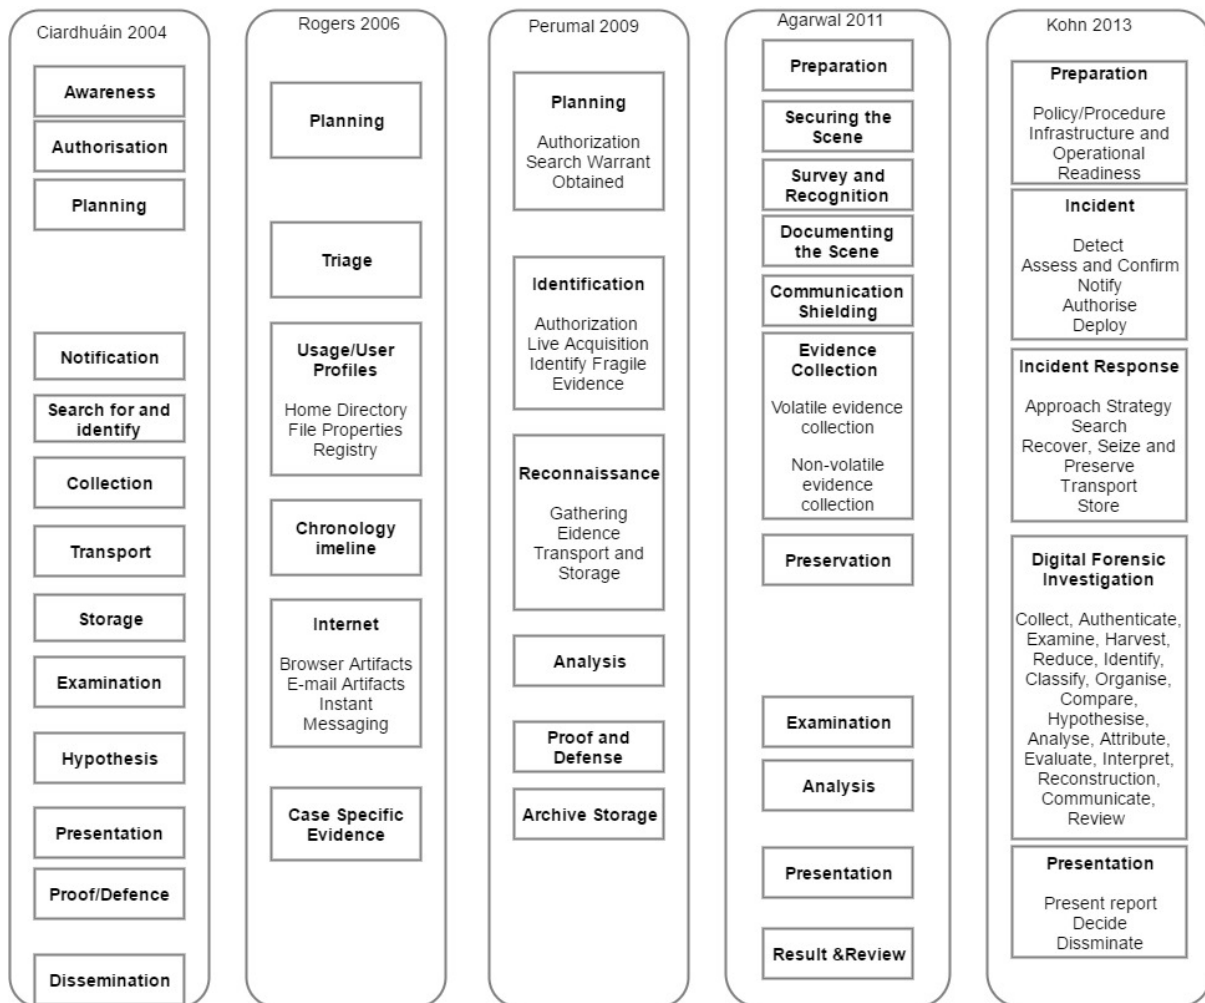 Ciardhuáin 2004
Awareness
Authorisation
Planning
Notification
Search for and
identify
Collection
Transport
Storage
Examination
Hypothesis
Presentation
Proof/Defence
Dissemination
Rogers 2006
Planning
Triage
Usage/User
Profiles
Home Directory
File Properties
Registry
Chronology
imeline
Internet
Browser Artifacts
E-mail Artifacts
Instant
Messaging
Case Specific
Evidence
Perumal 2009
Planning
Authorization
Search Warrant
Obtained
Identification
Authorization
Live Acquisition
Identify Fragile
Evidence
Reconnaissance
Gathering
Eidence
Transport and
Storage
Analysis
Proof and
Defense
Archive Storage
Agarwal 2011
Preparation
Securing the
Scene
Survey and
Recognition
Documenting
the Scene
Communication
Shielding
Evidence
Collection
Volatile evidence
collection
Non-volatile
evidence
collection
Preservation
Examination
Analysis
Presentation
Result &Review
Kohn 2013
Preparation
Policy/Procedure
Infrastructure and
Operational
Readiness
Incident
Detect
Assess and Confirm
Notify
Authorise
Deploy
Incident Response
Approach Strategy
Search
Recover, Seize and
Preserve
Transport
Store
Digital Forensic
Investigation
Collect, Authenticate,
Examine, Harvest,
Reduce, Identify,
Classify, Organise,
Compare,
Hypothesise,
Analyse, Attribute,
Evaluate, Interpret,
Reconstruction,
Communicate,
Review
Presentation
Present report
Decide
Dissminate